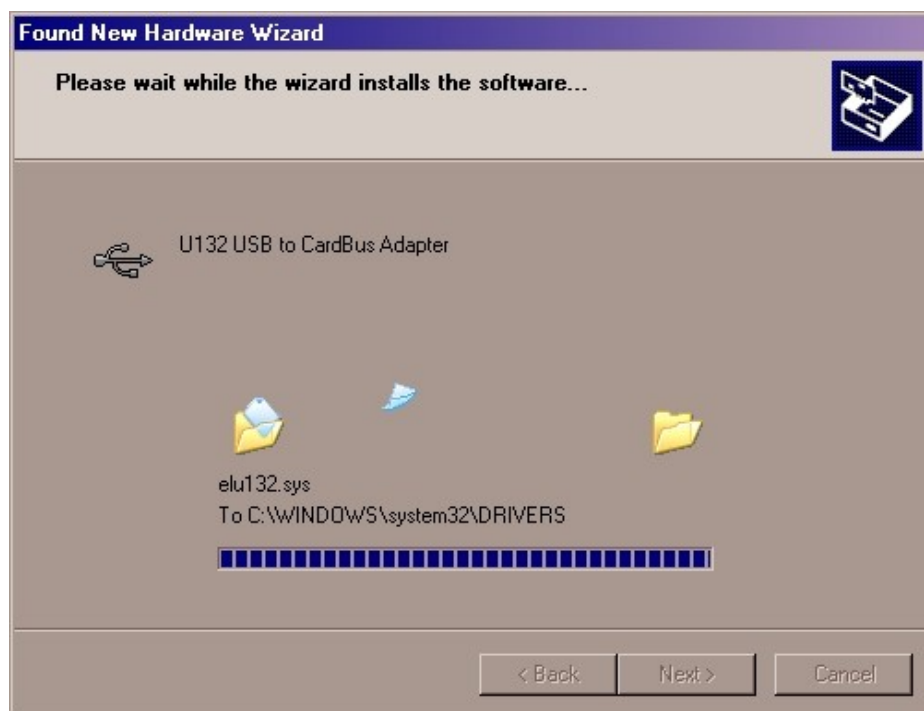 Found New Hardware Wizard
Please wait while the wizard installs the software...
U132 USB to CardBus Adapter
elu132.sys
To C:\WINDOWS\system32\DRIVERS
< Back
Next >
Cancel